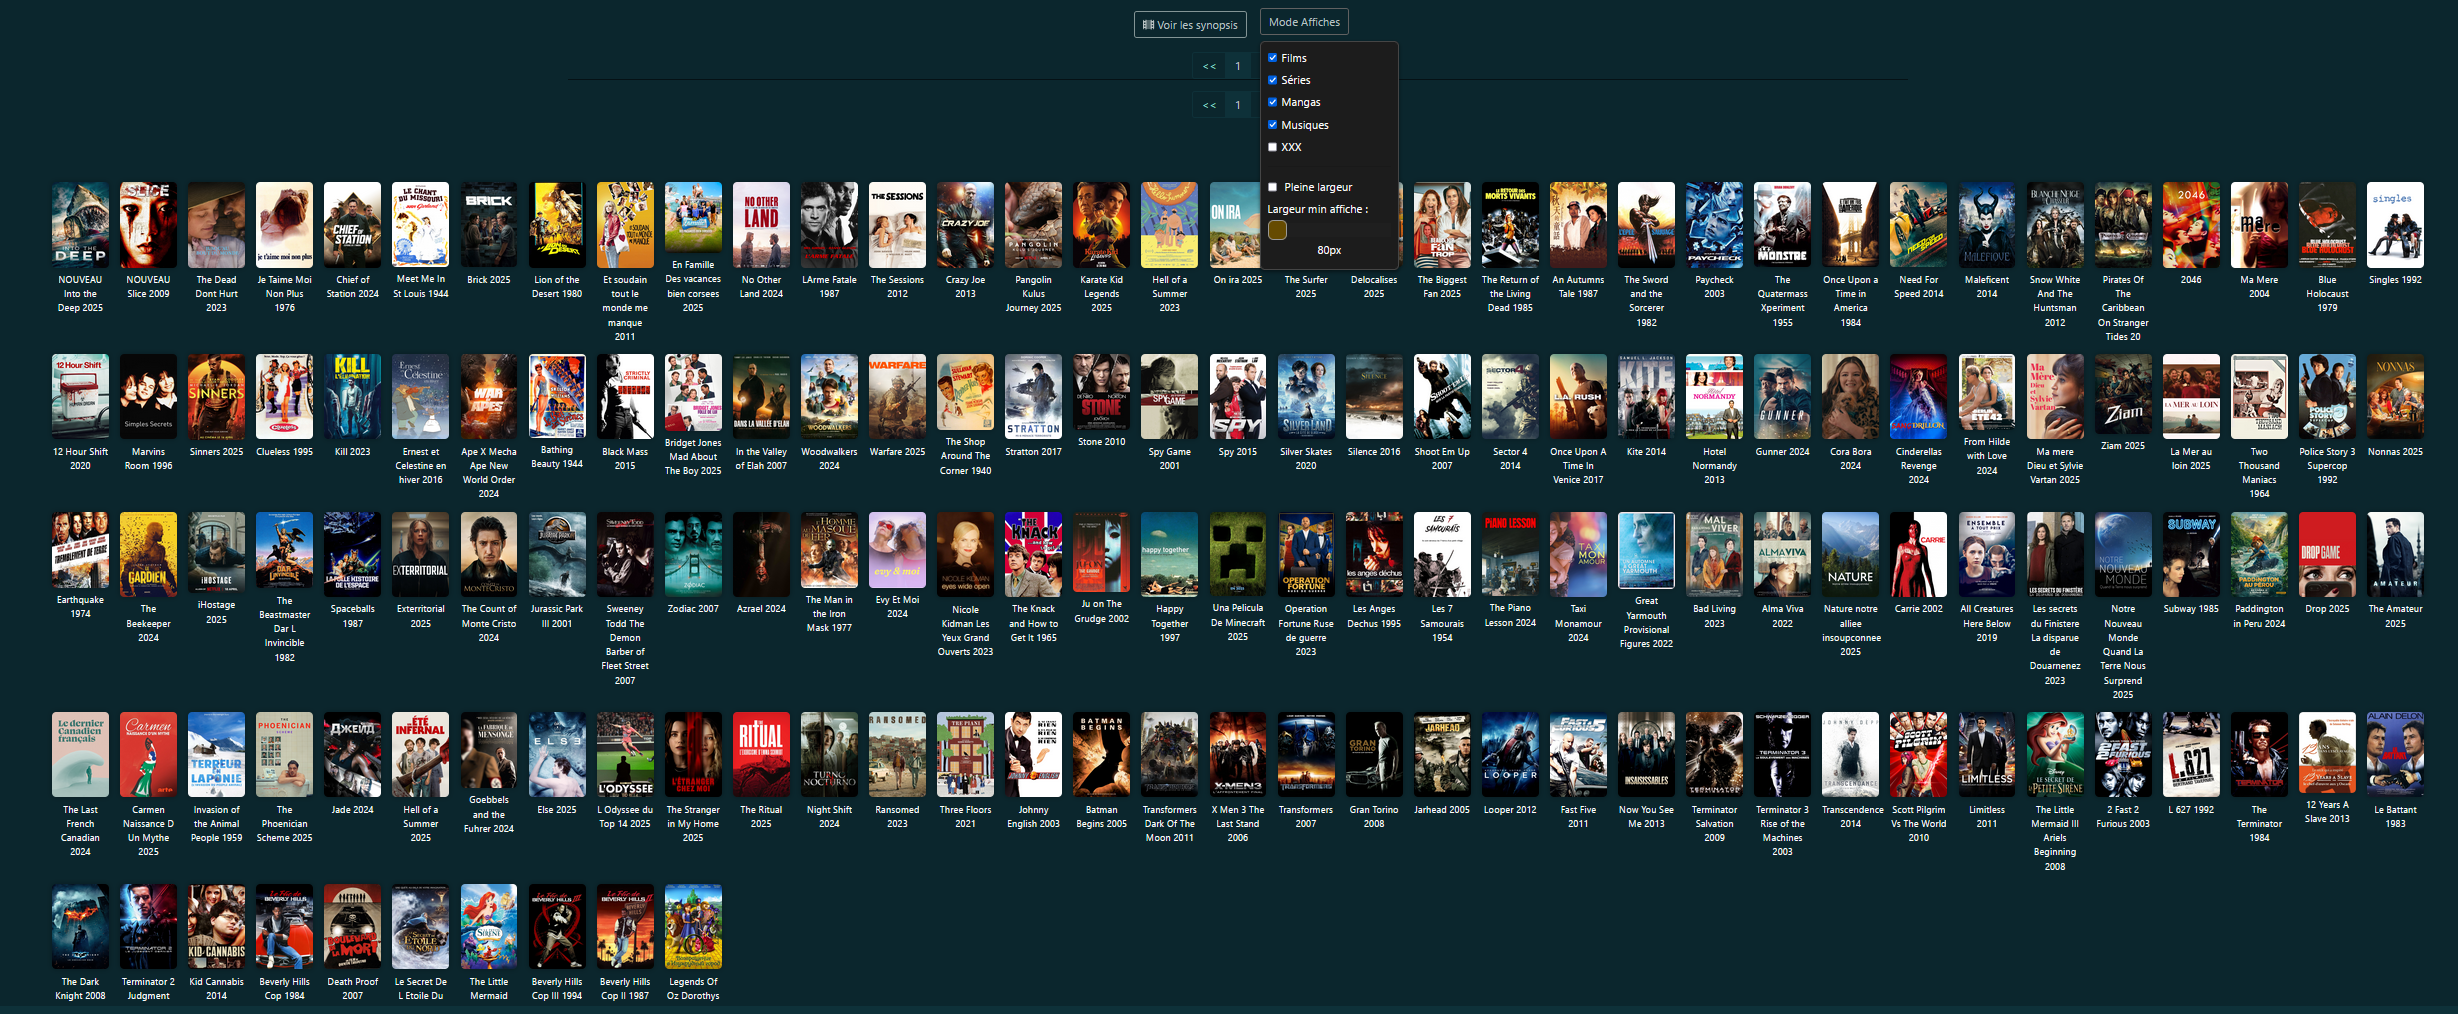 Voir les synopsis
Mode Affiches
<< 1
<< 1
Films
Séries
Mangas
Musiques
XXX
Pleine largeur
Largeur min affiche :
80px
NOUVEAU Into the Deep 2025
NOUVEAU Slice 2009
The Dead Dont Hurt 2023
Je Taime Moi Non Plus 1976
Chief of Station 2024
Meet Me In St Louis 1944
Brick 2025
Lion of the Desert 1980
Et soudain tout le monde me manque 2011
En Famille Des vacances bien corsees 2025
No Other Land 2024
LArme Fatale 1987
The Sessions 2012
Crazy Joe 2013
Pangolin Kulus Journey 2025
Karate Kid Legends 2025
Hell of a Summer 2023
On ira 2025
The Surfer 2025
Delocalises 2025
The Biggest Fan 2025
The Return of the Living Dead 1985
An Autumns Tale 1987
The Sword and the Sorcerer 1982
Paycheck 2003
The Quatermass Xperiment 1955
Once Upon a Time in America 1984
Need For Speed 2014
Maleficent 2014
Snow White And The Huntsman 2012
Pirates Of The Caribbean On Stranger Tides 20
2046
Ma Mere 2004
Blue Holocaust 1979
Singles 1992
12 Hour Shift 2020
Marvins Room 1996
Sinners 2025
Clueless 1995
Kill 2023
Ernest et Celestine en hiver 2016
Ape X Mecha Ape New World Order 2024
Bathing Beauty 1944
Black Mass 2015
Bridget Jones Mad About The Boy 2025
In the Valley of Elah 2007
Woodwalkers 2024
Warfare 2025
The Shop Around The Corner 1940
Stratton 2017
Stone 2010
Spy Game 2001
Spy 2015
Silver Skates 2020
Silence 2016
Shoot Em Up 2007
Sector 4 2014
Once Upon A Time In Venice 2017
Kite 2014
Hotel Normandy 2013
Gunner 2024
Cora Bora 2024
Cinderellas Revenge 2024
From Hilde with Love 2024
Ma mere Dieu et Sylvie Vartan 2025
Ziam 2025
La Mer au loin 2025
Two Thousand Maniacs 1964
Police Story 3 Supercop 1992
Nonnas 2025
Earthquake 1974
The Beekeeper 2024
iHostage 2025
The Beastmaster Dar L Invincible 1982
Spaceballs 1987
Exterritorial 2025
The Count of Monte Cristo 2024
Jurassic Park III 2001
Sweeney Todd The Demon Barber of Fleet Street 2007
Zodiac 2007
Azrael 2024
The Man in the Iron Mask 1977
Evy Et Moi 2024
Nicole Kidman Les Yeux Grand Ouverts 2023
The Knack and How to Get It 1965
Ju on The Grudge 2002
Happy Together 1997
Una Pelicula De Minecraft 2025
Operation Fortune Ruse de guerre 2023
Les Anges Dechus 1995
Les 7 Samourais 1954
The Piano Lesson 2024
Taxi Monamour 2024
Great Yarmouth Provisional Figures 2022
Bad Living 2023
Alma Viva 2022
Nature notre alliee insoupconnee 2025
Carrie 2002
All Creatures Here Below 2019
Les secrets du Finistere La disparue de Douarnenez 2023
Notre Nouveau Monde Quand La Terre Nous Surprend 2025
Subway 1985
Paddington in Peru 2024
Drop 2025
The Amateur 2025
The Last French Canadian 2024
Carmen Naissance D Un Mythe 2025
Invasion of the Animal People 1959
The Phoenician Scheme 2025
Jade 2024
Hell of a Summer 2025
Goebbels and the Fuhrer 2024
Else 2025
L Odyssee du Top 14 2025
The Stranger in My Home 2025
The Ritual 2025
Night Shift 2024
Ransomed 2023
Three Floors 2021
Johnny English 2003
Batman Begins 2005
Transformers Dark Of The Moon 2011
X Men 3 The Last Stand 2006
Transformers 2007
Gran Torino 2008
Jarhead 2005
Looper 2012
Fast Five 2011
Now You See Me 2013
Terminator Salvation 2009
Terminator 3 Rise of the Machines 2003
Transcendence 2014
Scott Pilgrim Vs The World 2010
Limitless 2011
The Little Mermaid III Ariels Beginning 2008
2 Fast 2 Furious 2003
L 627 1992
The Terminator 1984
12 Years A Slave 2013
Le Battant 1983
The Dark Knight 2008
Terminator 2 Judgment
Kid Cannabis 2014
Beverly Hills Cop 1984
Death Proof 2007
Le Secret De L Etoile Du
The Little Mermaid
Beverly Hills Cop III 1994
Beverly Hills Cop II 1987
Legends Of Oz Dorothys